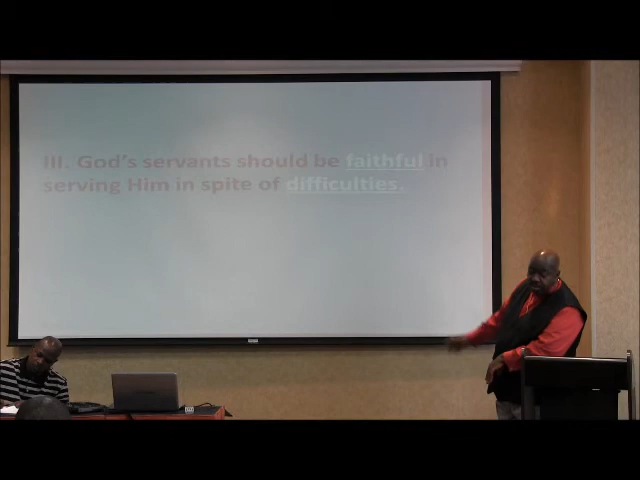 III. God's servants should be faithful in
serving Him in spite of difficulties.